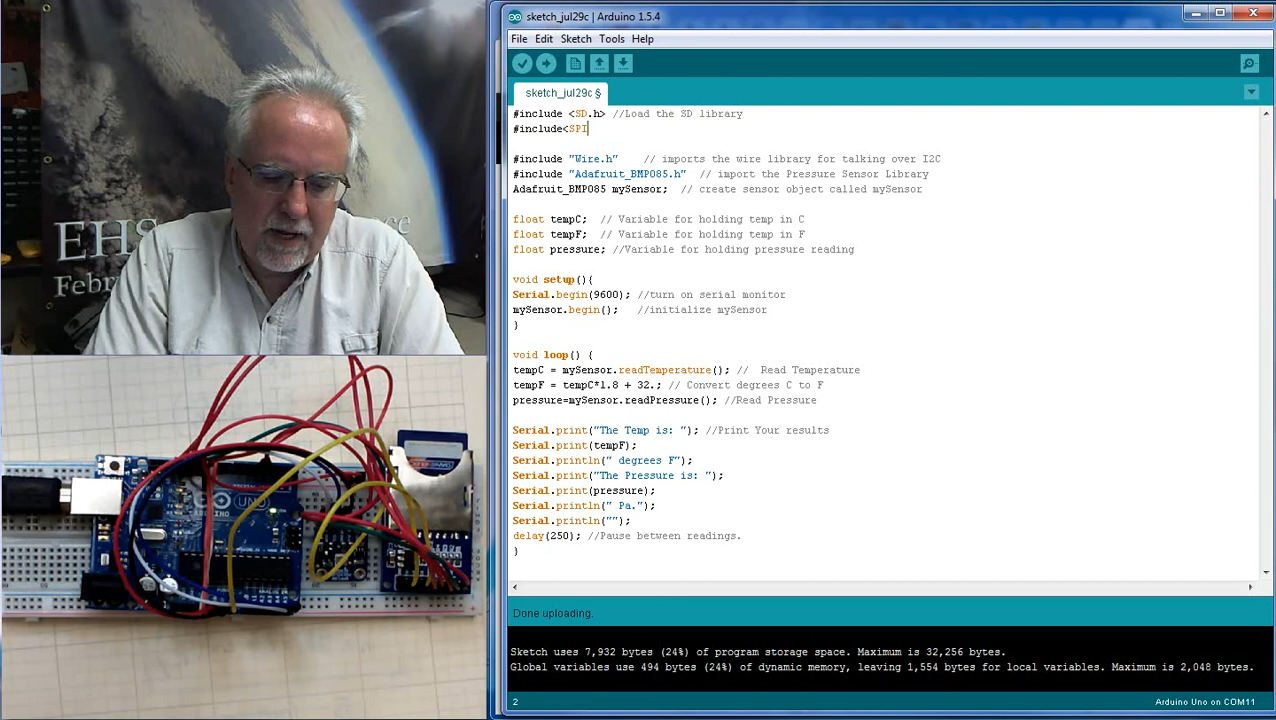 EHS
Febr
UNO
sketch_jul29c | Arduino 1.5.4
File Edit Sketch Tools Help
sketch_jul29c §
#include <SD.h> //Load the SD library
#include<SPI
#include "Wire.h" // imports the wire library for talking over I2C
#include "Adafruit_BMP085.h" // import the Pressure Sensor Library
Adafruit_BMP085 mySensor; // create sensor object called mySensor
float tempC; // Variable for holding temp in C
float tempF; // Variable for holding temp in F
float pressure; //Variable for holding pressure reading
void setup(){
Serial.begin(9600); //turn on serial monitor
mySensor.begin(); //initialize mySensor
}
void loop() {
tempC = mySensor.readTemperature(); // Read Temperature
tempF = tempC*1.8 + 32.; // Convert degrees C to F
pressure=mySensor.readPressure(); //Read Pressure
Serial.print("The Temp is: "); //Print Your results
Serial.print(tempF);
Serial.println(" degrees F");
Serial.print("The Pressure is: ");
Serial.print(pressure);
Serial.println(" Pa.");
Serial.println("");
delay(250); //Pause between readings.
}
Done uploading.
Sketch uses 7,932 bytes (24%) of program storage space. Maximum is 32,256 bytes.
Global variables use 494 bytes (24%) of dynamic memory, leaving 1,554 bytes for local variables. Maximum is 2,048 bytes.
2
Arduino Uno on COM11